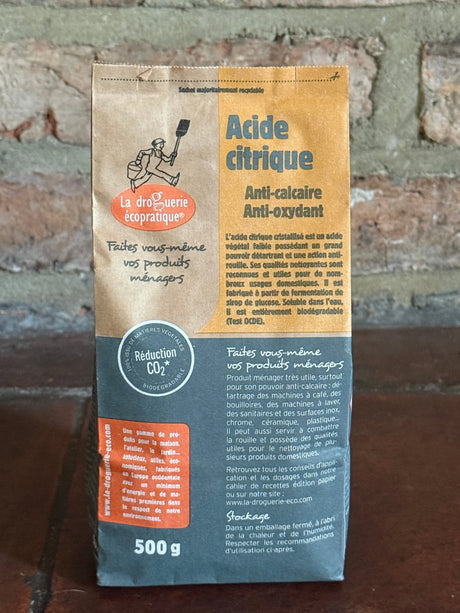 Sachet majoritairement recyclable
Acide
citrique
Anti-calcaire
Anti-oxydant
La droguerie
écopratique®
Faites vous-même
vos produits
ménagers
L'acide citrique cristallisé est un acide
végétal faible possédant un grand
pouvoir détartrant et une action anti-
rouille. Ses qualités nettoyantes sont
reconnues et utiles pour de nom-
breux usages domestiques. Il est
fabriqué à partir de fermentation de
sirop de glucose. Soluble dans l'eau,
il est entièrement biodégradable
(Test OCDE).
MATIÈRES VÉGÉTALES
Réduction
CO2*
BIODÉGRADABLE
Faites vous-même
vos produits ménagers
Produit ménager très utile, surtout
pour son pouvoir anti-calcaire : dé-
tartrage des machines à café, des
bouilloires, des machines à laver,
des sanitaires et des surfaces inox,
chrome, céramique, plastique...
Il peut aussi servir à combattre
la rouille et possède des qualités
utiles pour le nettoyage de plu-
sieurs produits domestiques.
Retrouvez tous les conseils d'appli-
cation et les dosages dans notre
cahier de recettes édition papier
ou sur notre site :
www.la-droguerie-eco.com
Stockage
Dans un emballage fermé, à l'abri
de la chaleur et de l'humidité.
Respecter les recommandations
d'utilisation ci-après.
www.la-droguerie-eco.com
Une gamme de pro-
duits pour la maison,
l'atelier, le jardin...
astucieux, utiles, éco-
nomiques, fabriqués
en Europe occidentale
avec un minimum
d'énergie et de ma-
tières premières dans
le respect de notre
environnement.
500 g